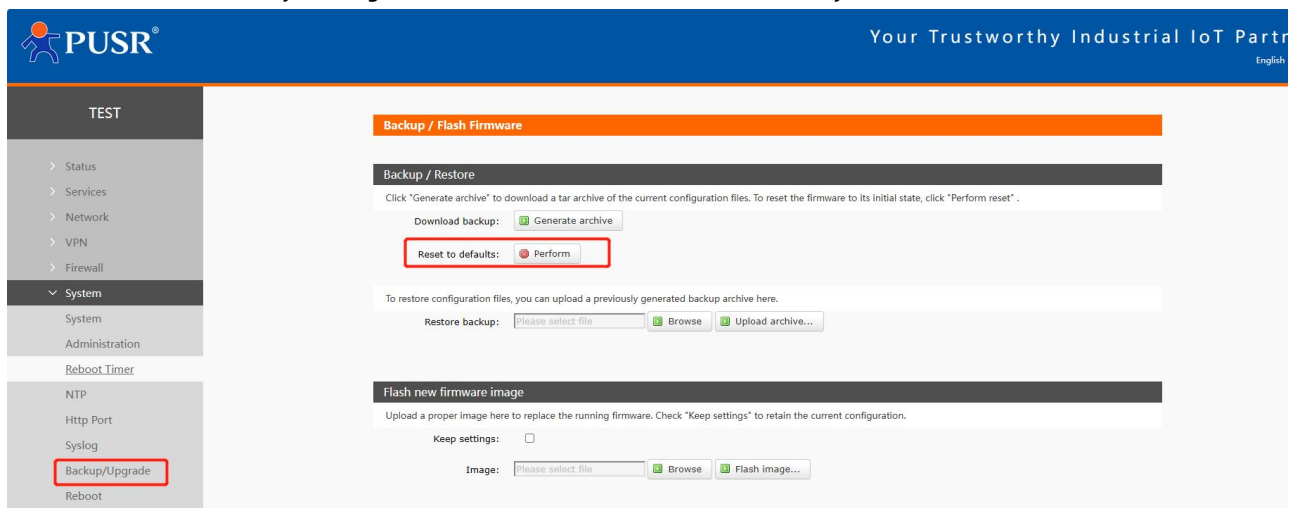 PUSR®
Your Trustworthy Industrial IoT Partr
English
TEST
Status
Services
Network
VPN
Firewall
System
System
Administration
Reboot Timer
NTP
Http Port
Syslog
Backup/Upgrade
Reboot
Backup / Flash Firmware
Backup / Restore
Click "Generate archive" to download a tar archive of the current configuration files. To reset the firmware to its initial state, click "Perform reset" .
Download backup: Generate archive
Reset to defaults: Perform
To restore configuration files, you can upload a previously generated backup archive here.
Restore backup: Please select file Browse Upload archive...
Flash new firmware image
Upload a proper image here to replace the running firmware. Check "Keep settings" to retain the current configuration.
Keep settings:
Image: Please select file Browse Flash image...